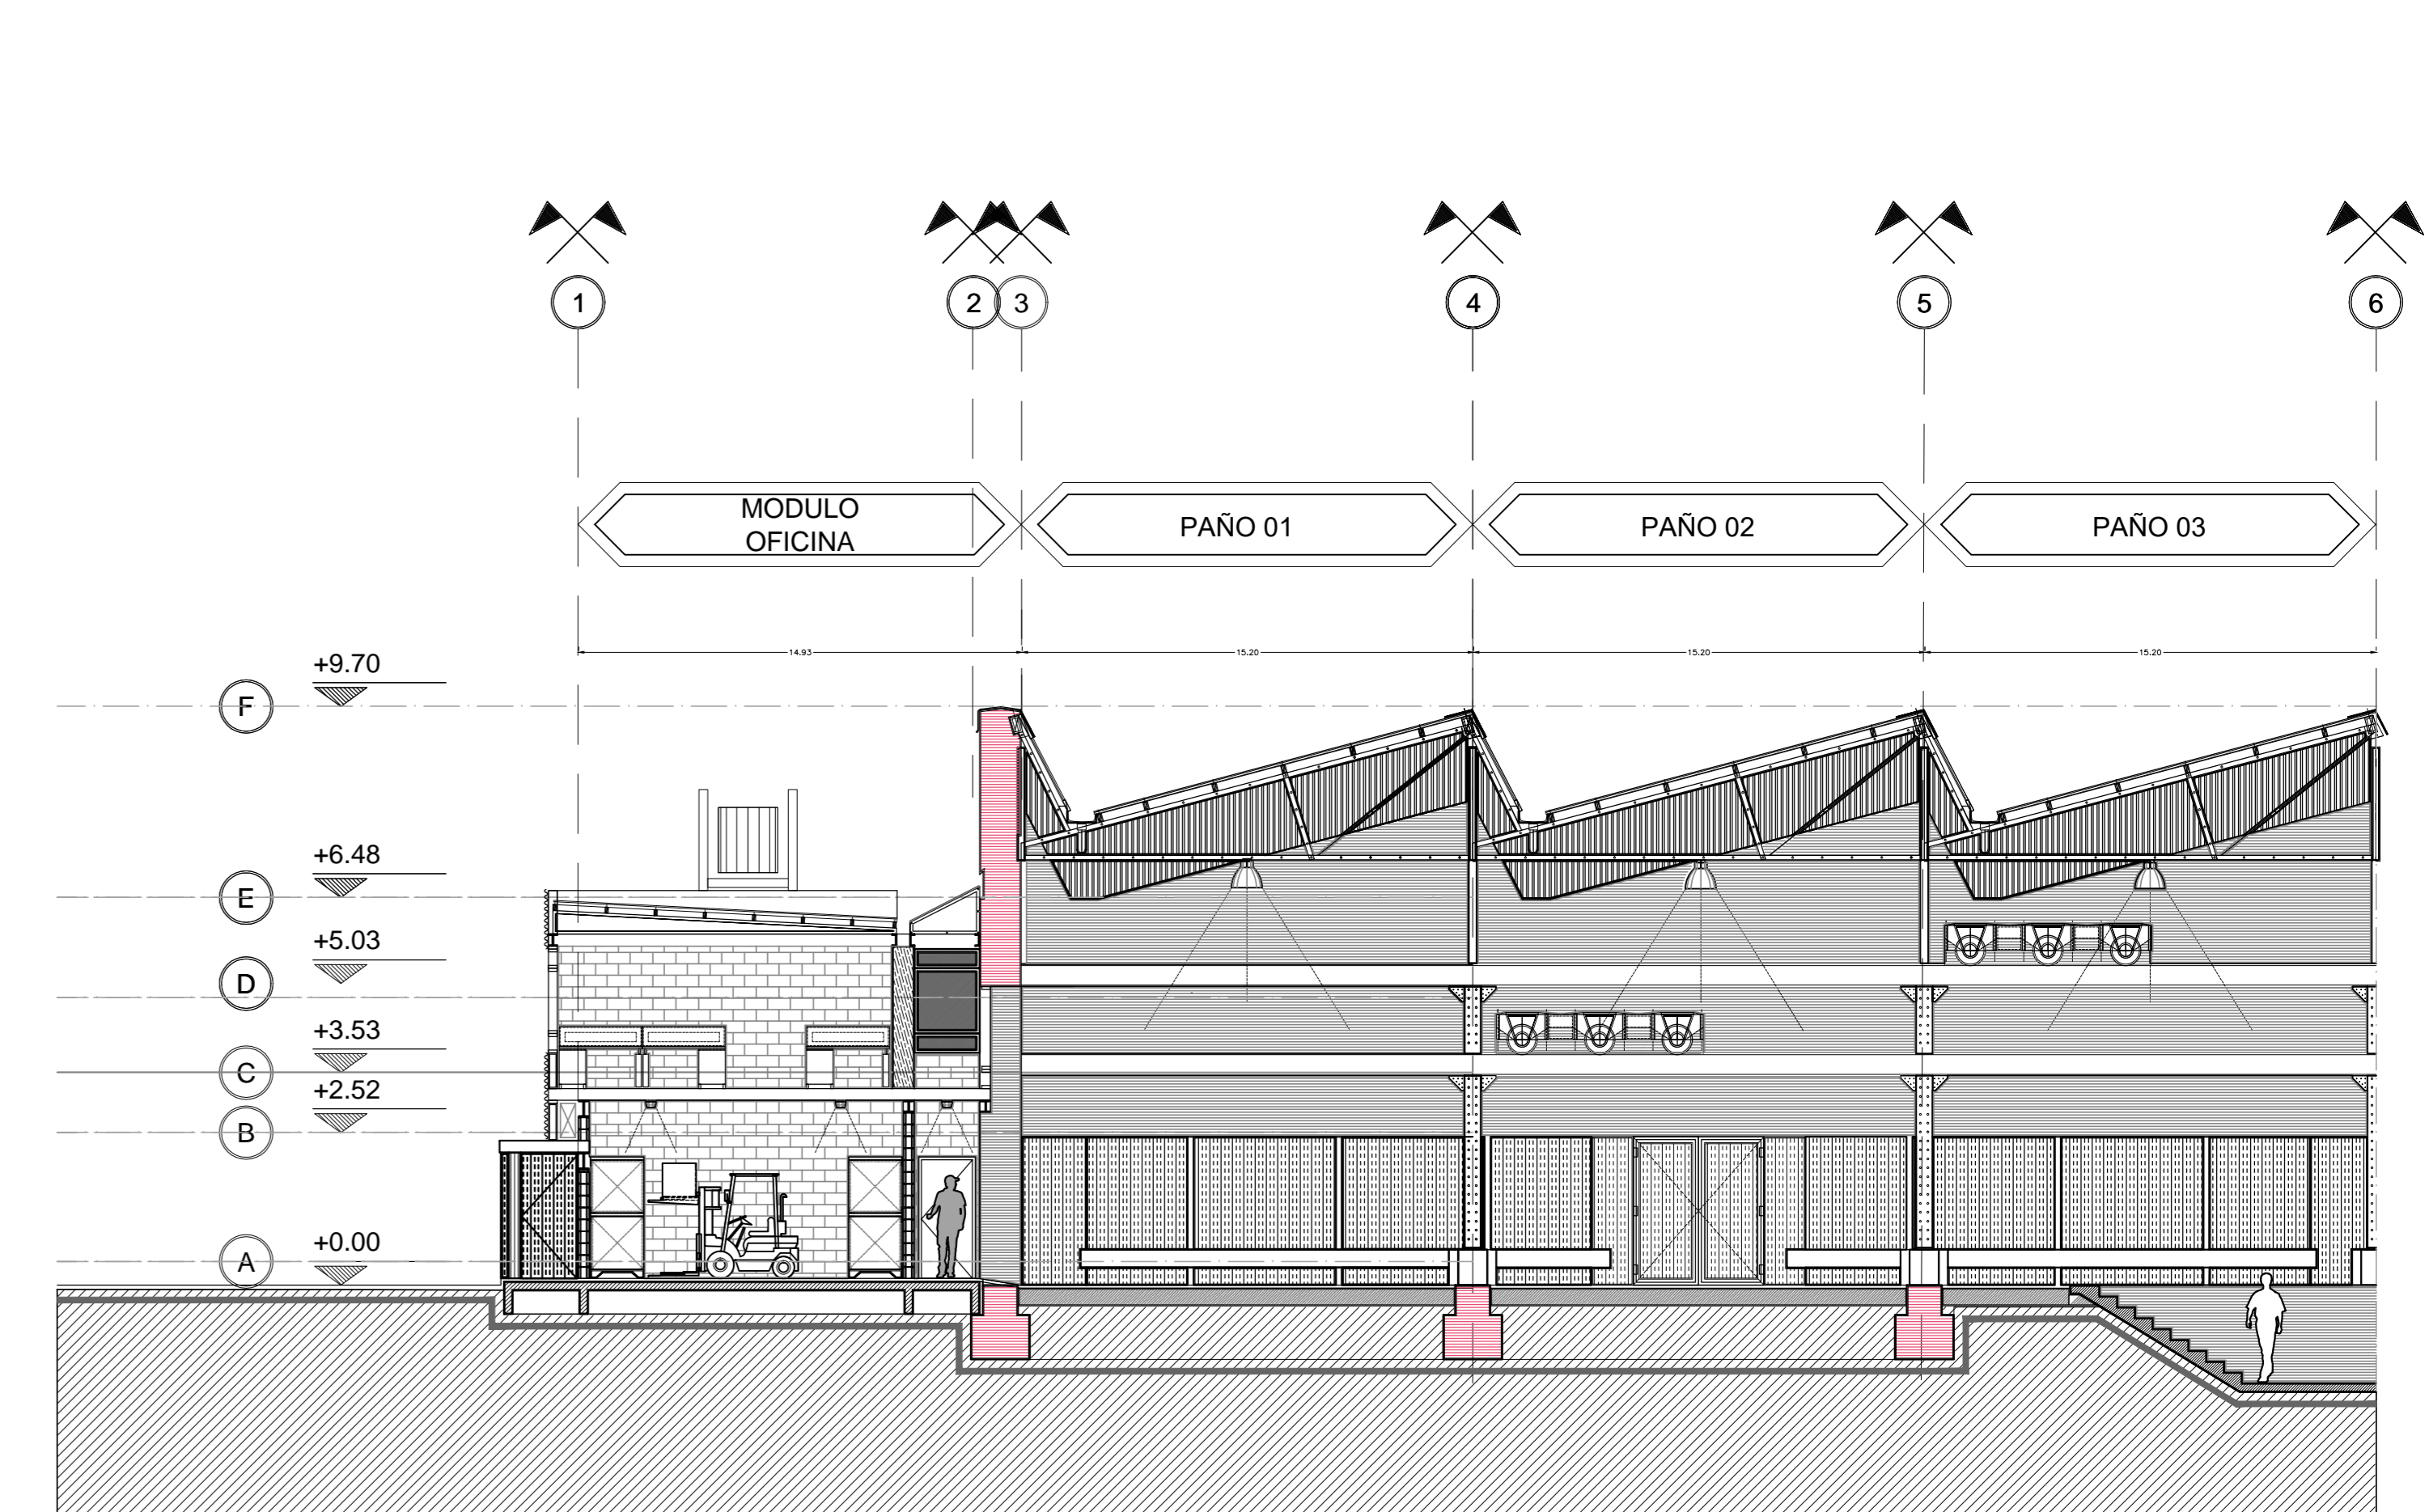 1
2
3
4
5
6
MODULO
OFICINA
PAÑO 01
PAÑO 02
PAÑO 03
14.93
15.20
15.20
15.20
+9.70
F
+6.48
E
+5.03
D
+3.53
C
+2.52
B
+0.00
A